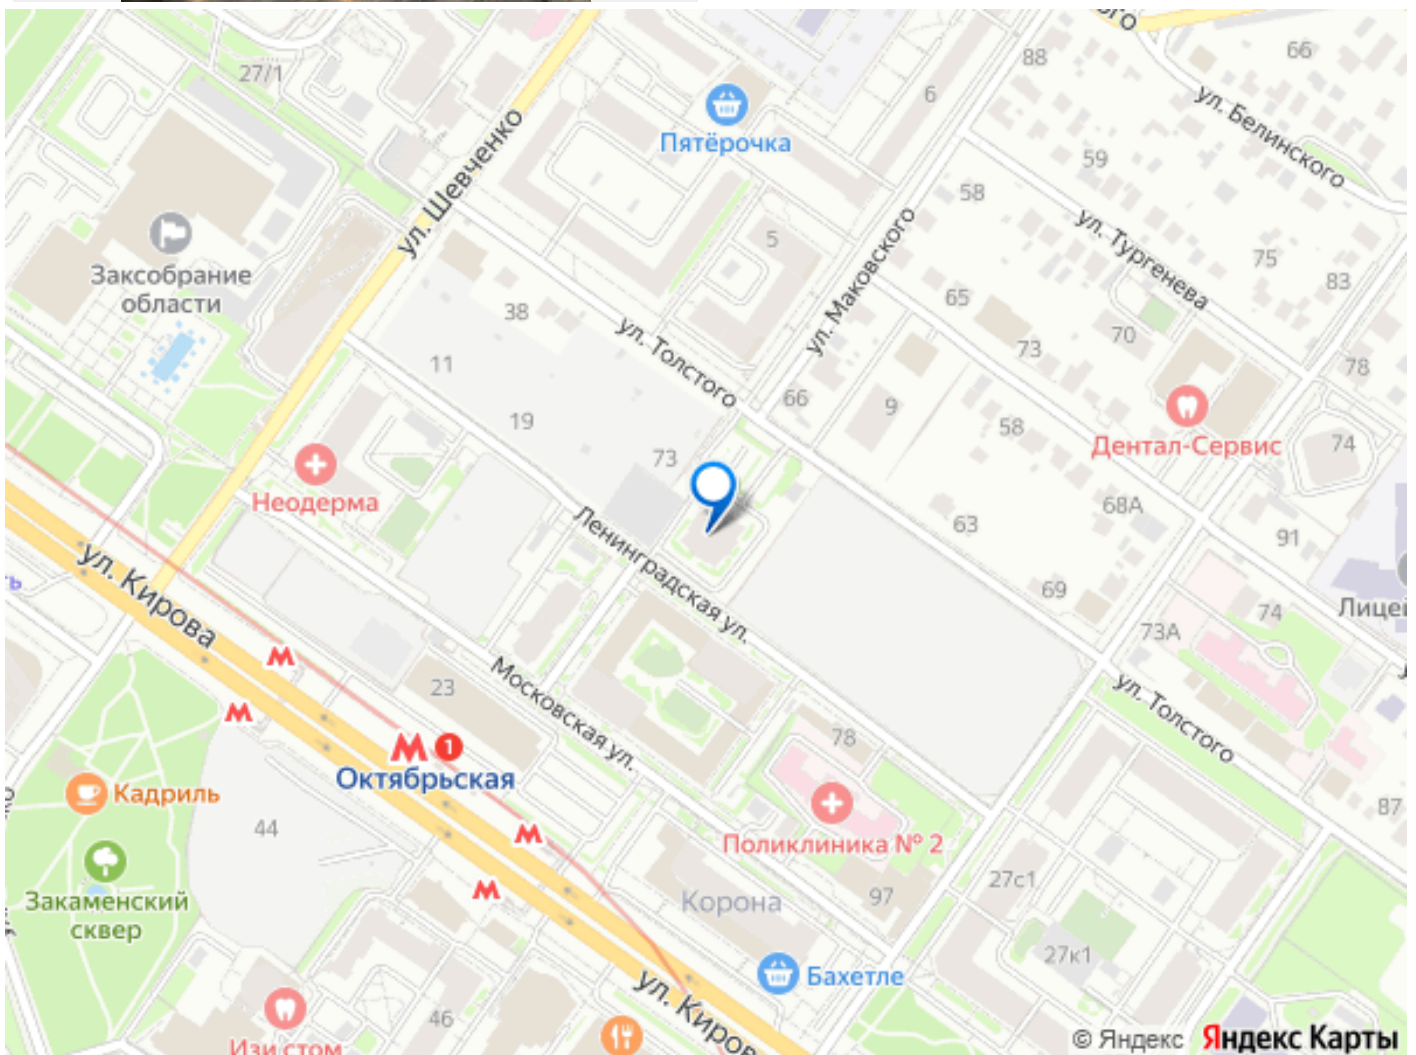 27/1
ул. Шевченко
Пятёрочка
6
88
66
ул. Белинского
59
58
ул. Тургенева
75
83
5
ул. Маковского
Заксобрание
области
38
ул. Толстого
65
73
70
78
11
19
66
9
58
Дентал-Сервис
74
73
Неодерма
68А
63
91
Ленинградская ул.
69
Лицей
ул. Кирова
73А
74
23
Московская ул.
ул. Толстого
М 1
Октябрьская
78
Кадриль
87
44
Поликлиника № 2
Закаменский
сквер
27с1
97
Корона
27к1
Бахетле
46
ул. Киров
Изи стом
© Яндекс Яндекс Карты